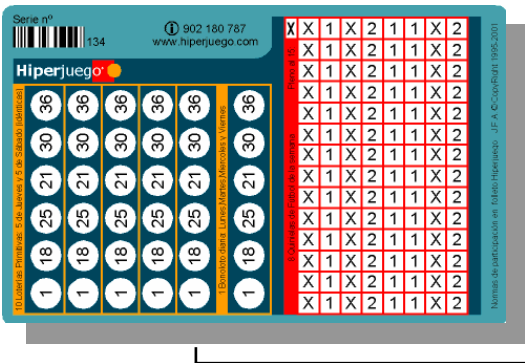 Serie nº
134
i 902 180 787
www.hiperjuego.com
Hiperjuego
10 Loterias Primitivas: 5 de Jueves y 5 de Sabado (identicas)
36 36 36 36 36
30 30 30 30 30
21 21 21 21 21
25 25 25 25 25
18 18 18 18 18
1 1 1 1 1
1 Bonoloto diaria: Lunes,Martes,Miercoles y Viernes
36
30
21
25
18
1
X
Pleno al 15
8 Quinielas de Fútbol de la semana
X 1 X 2 1 1 X 2
X 1 X 2 1 1 X 2
X 1 X 2 1 1 X 2
X 1 X 2 1 1 X 2
X 1 X 2 1 1 X 2
X 1 X 2 1 1 X 2
X 1 X 2 1 1 X 2
X 1 X 2 1 1 X 2
X 1 X 2 1 1 X 2
X 1 X 2 1 1 X 2
X 1 X 2 1 1 X 2
X 1 X 2 1 1 X 2
X 1 X 2 1 1 X 2
X 1 X 2 1 1 X 2
Normas de participación en folleto Hiperjuego. J.F.A. ©CopyRight 1995-2001